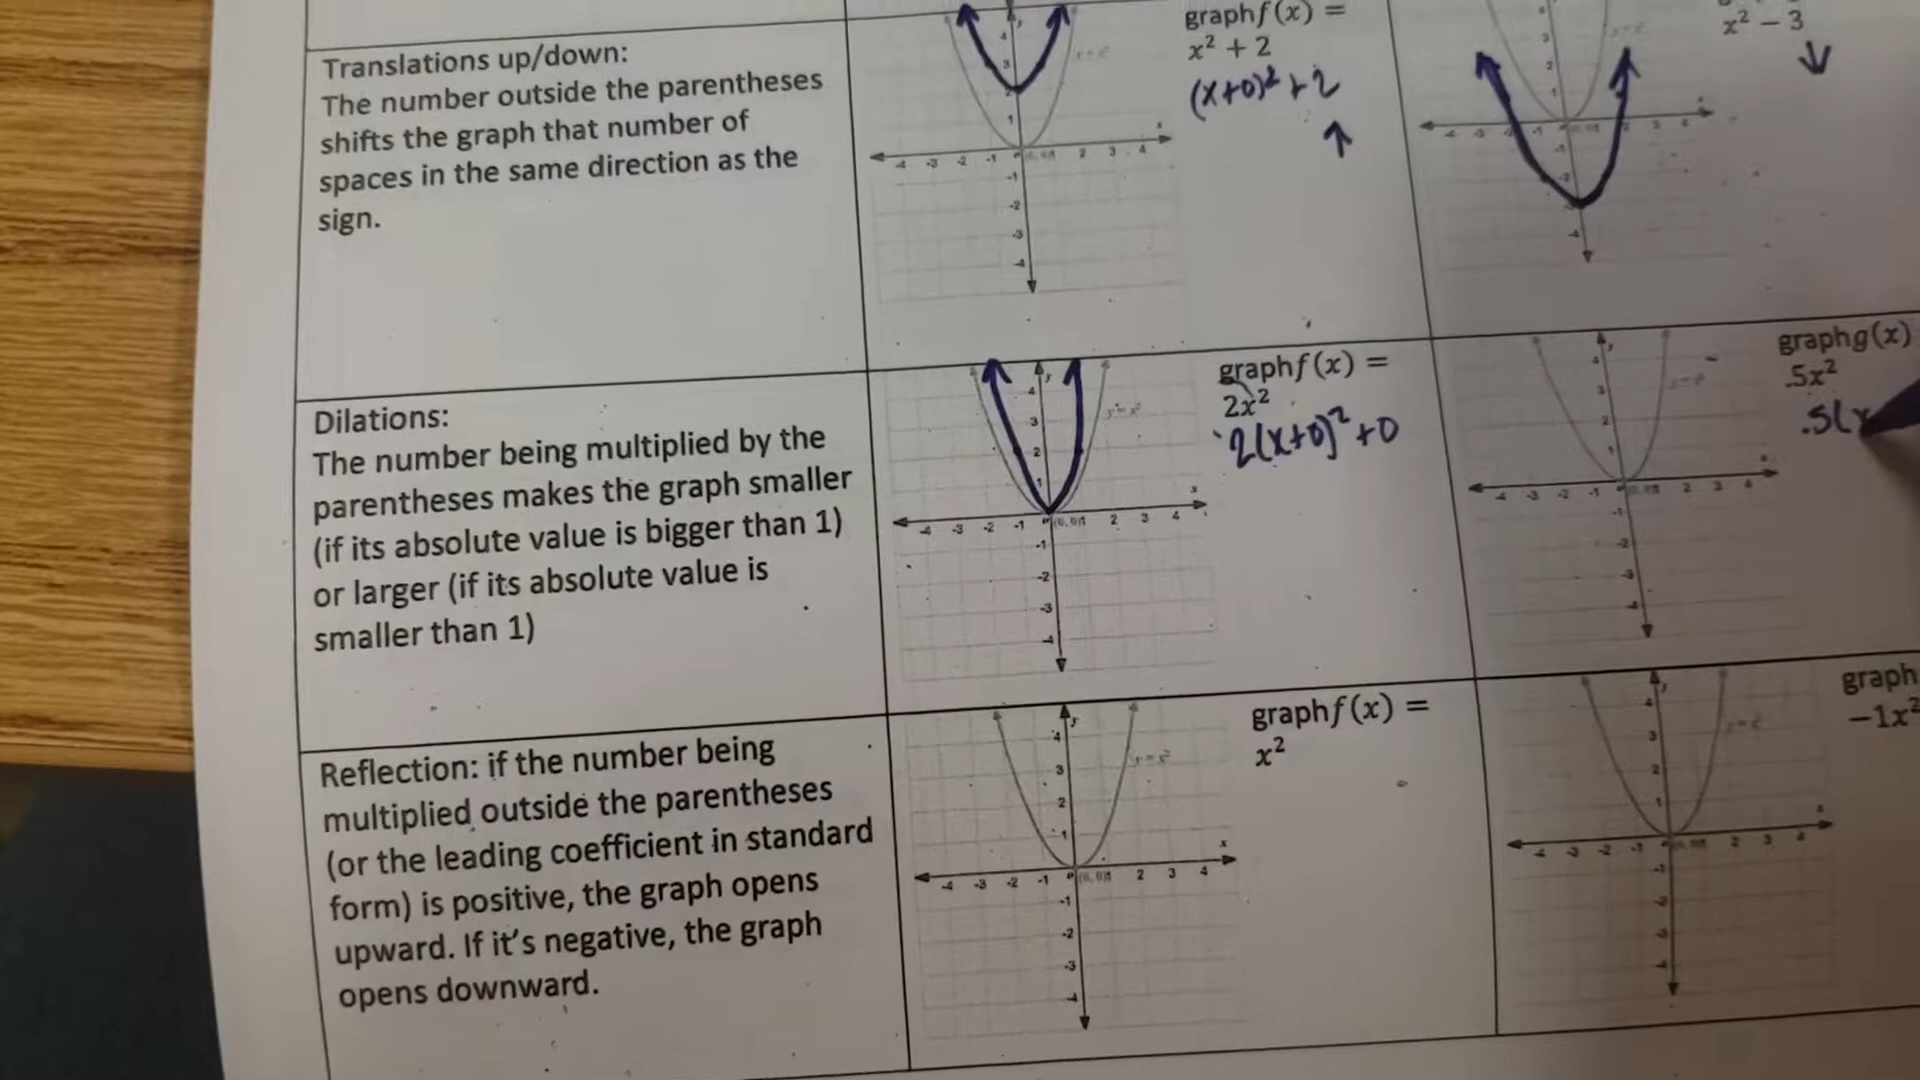 Translations up/down:
The number outside the parentheses
shifts the graph that number of
spaces in the same direction as the
sign.
graph f(x) =
x² + 2
(x+0)² + 2
↑
x² − 3
↓
Dilations:
The number being multiplied by the
parentheses makes the graph smaller
(if its absolute value is bigger than 1)
or larger (if its absolute value is
smaller than 1)
graph f(x) =
2x²
2(x+0)² + 0
y = x²
graph g(x)
.5x²
.5(x
Reflection: if the number being
multiplied outside the parentheses
(or the leading coefficient in standard
form) is positive, the graph opens
upward. If it's negative, the graph
opens downward.
graph f(x) =
x²
y = x²
graph
−1x²